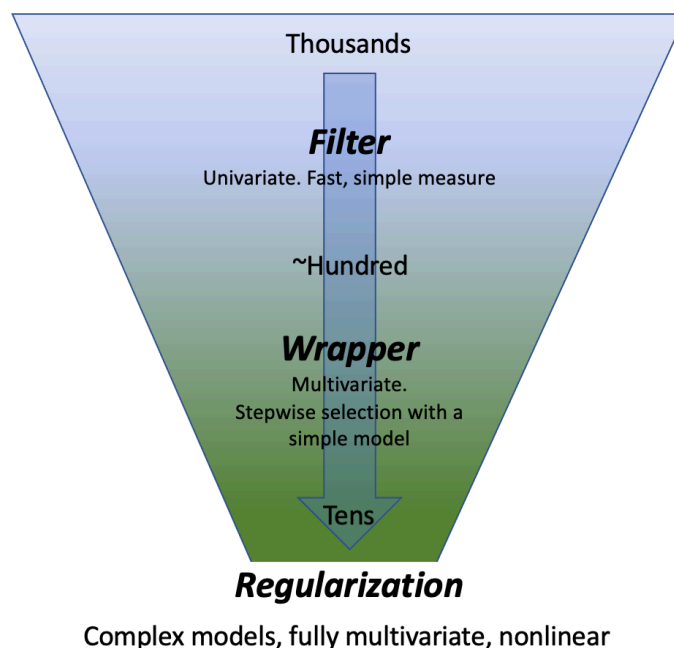 Thousands
Filter
Univariate. Fast, simple measure
~Hundred
Wrapper
Multivariate.
Stepwise selection with a
simple model
Tens
Regularization
Complex models, fully multivariate, nonlinear